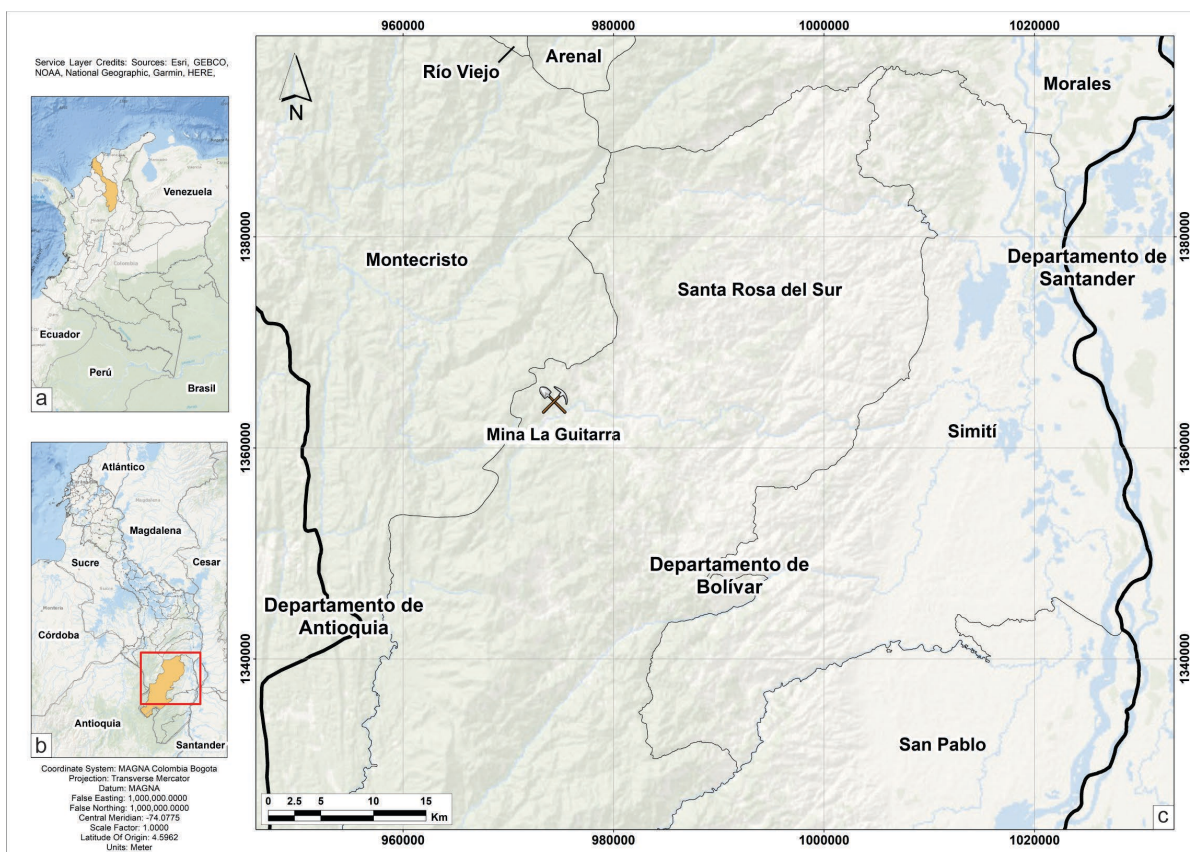 Service Layer Credits: Sources: Esri, GEBCO,
NOAA, National Geographic, Garmin, HERE,
Venezuela
Ecuador
Perú
Brasil
a
Atlántico
Magdalena
Cesar
Sucre
Córdoba
Antioquia
Santander
b
Coordinate System: MAGNA Colombia Bogota
Projection: Transverse Mercator
Datum: MAGNA
False Easting: 1,000,000.0000
False Northing: 1,000,000.0000
Central Meridian: -74.0775
Scale Factor: 1.0000
Latitude Of Origin: 4.5962
Units: Meter
960000
980000
1000000
1020000
N
Río Viejo
Arenal
Morales
1380000
1380000
Montecristo
Santa Rosa del Sur
Departamento de
Santander
Mina La Guitarra
Simití
1360000
1360000
Departamento de
Bolívar
Departamento de
Antioquia
1340000
1340000
San Pablo
0
2.5
5
10
15
Km
C
960000
980000
1000000
1020000